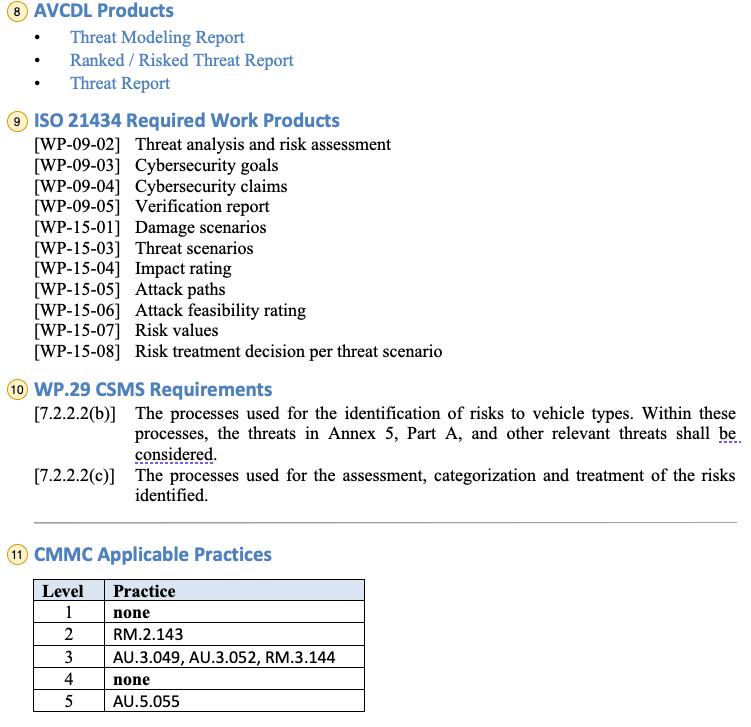 8 AVCDL Products
• Threat Modeling Report
• Ranked / Risked Threat Report
• Threat Report
9 ISO 21434 Required Work Products
[WP-09-02] Threat analysis and risk assessment
[WP-09-03] Cybersecurity goals
[WP-09-04] Cybersecurity claims
[WP-09-05] Verification report
[WP-15-01] Damage scenarios
[WP-15-03] Threat scenarios
[WP-15-04] Impact rating
[WP-15-05] Attack paths
[WP-15-06] Attack feasibility rating
[WP-15-07] Risk values
[WP-15-08] Risk treatment decision per threat scenario
10 WP.29 CSMS Requirements
[7.2.2.2(b)] The processes used for the identification of risks to vehicle types. Within these
processes, the threats in Annex 5, Part A, and other relevant threats shall be
considered.
[7.2.2.2(c)] The processes used for the assessment, categorization and treatment of the risks
identified.
11 CMMC Applicable Practices
Level Practice
1 none
2 RM.2.143
3 AU.3.049, AU.3.052, RM.3.144
4 none
5 AU.5.055